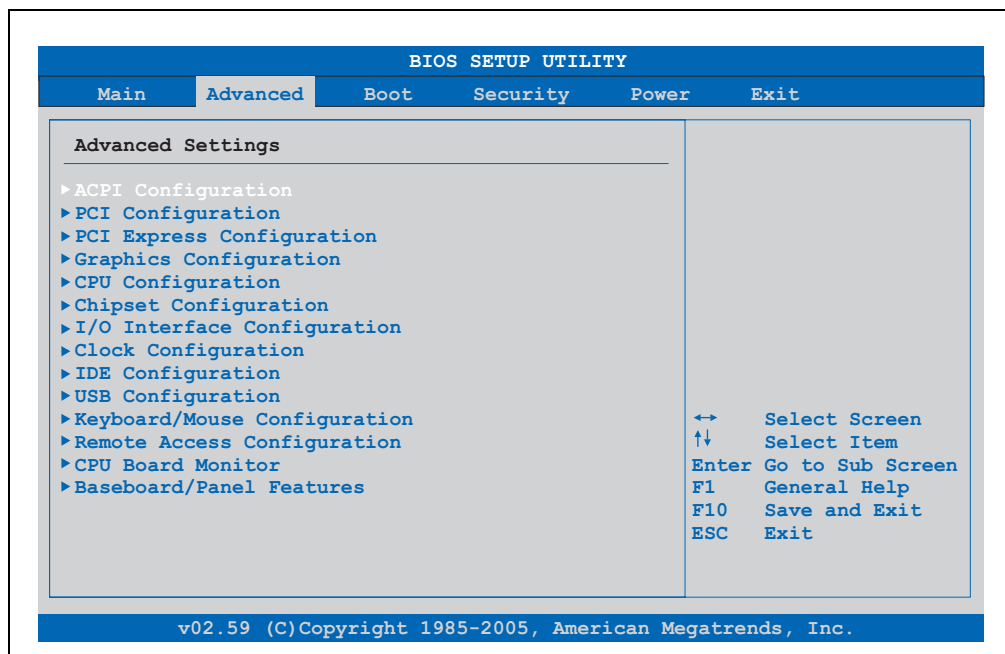 BIOS SETUP UTILITY
Main Advanced Boot Security Power Exit
Advanced Settings
ACPI Configuration
PCI Configuration
PCI Express Configuration
Graphics Configuration
CPU Configuration
Chipset Configuration
I/O Interface Configuration
Clock Configuration
IDE Configuration
USB Configuration
Keyboard/Mouse Configuration
Remote Access Configuration
CPU Board Monitor
Baseboard/Panel Features
↔ Select Screen
↑↓ Select Item
Enter Go to Sub Screen
F1 General Help
F10 Save and Exit
ESC Exit
v02.59 (C)Copyright 1985-2005, American Megatrends, Inc.